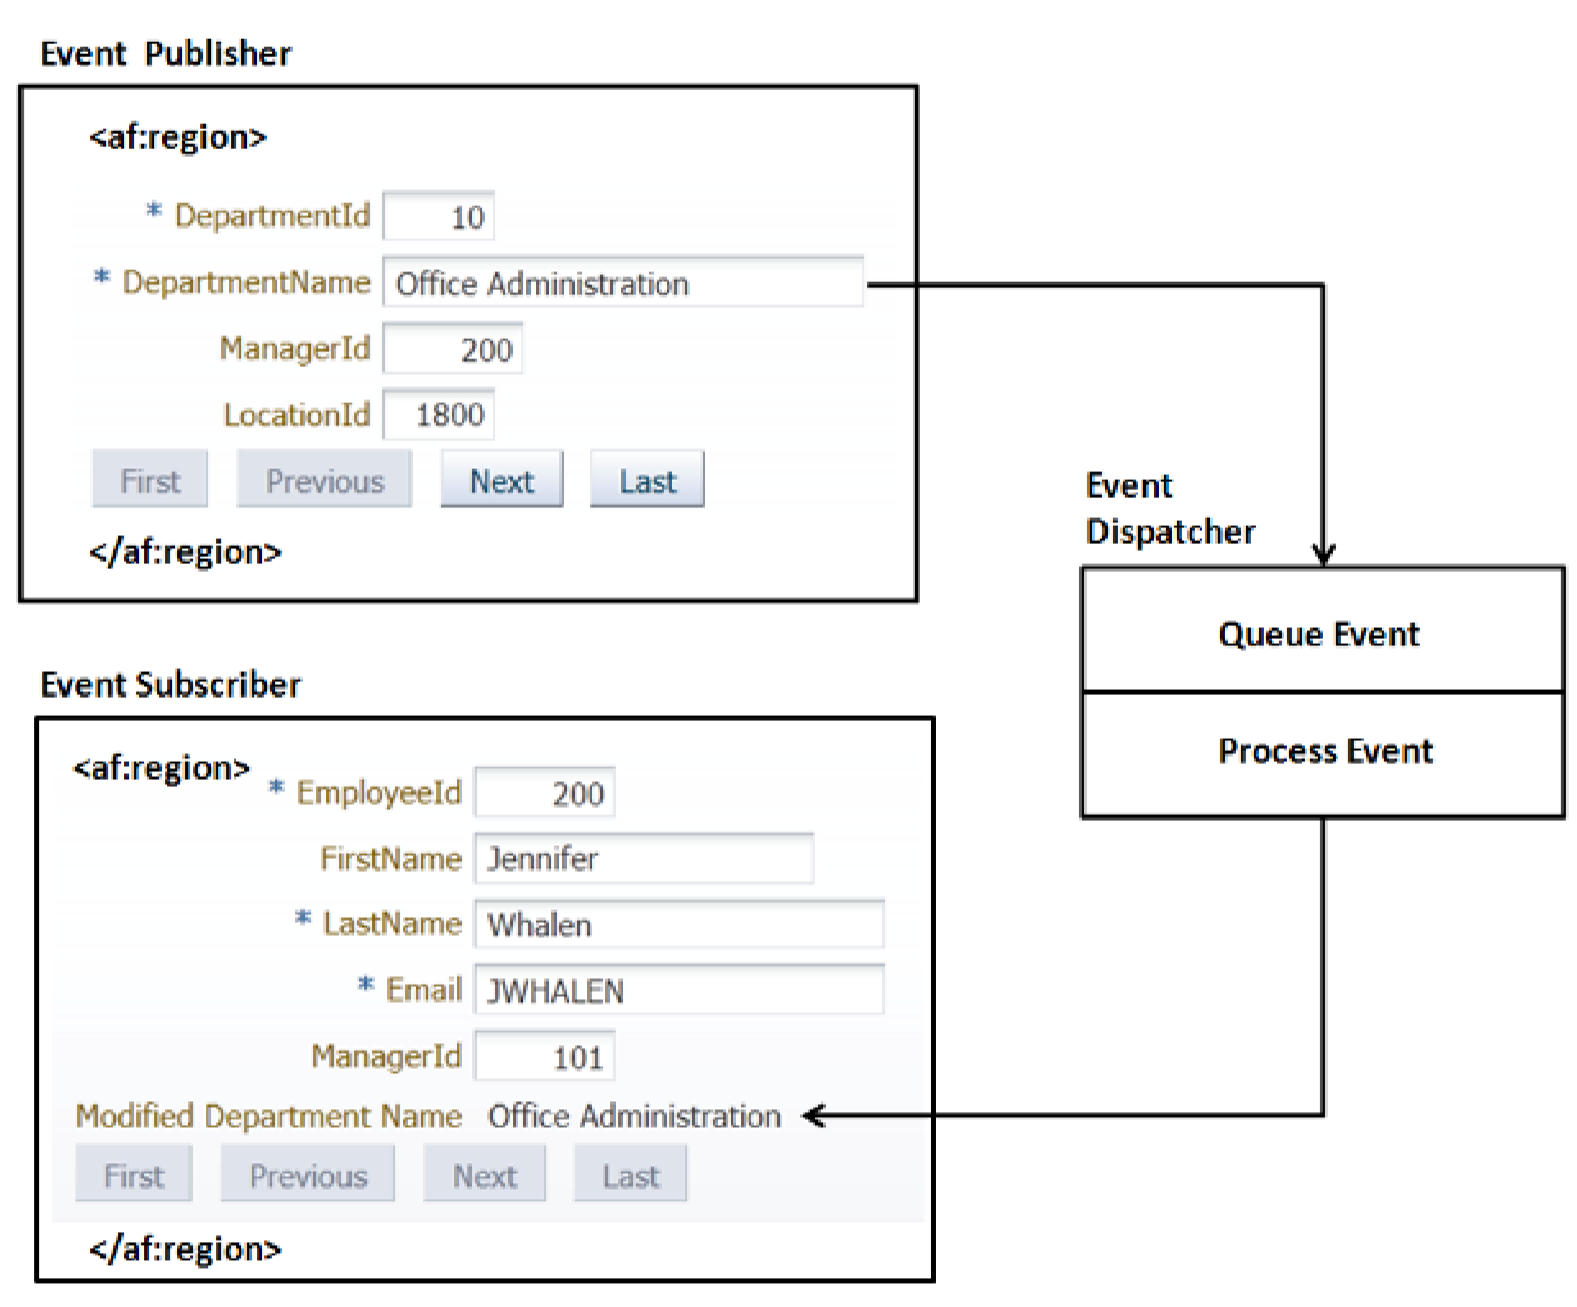 Event Publisher
<af:region>
* DepartmentId 10
* DepartmentName Office Administration
ManagerId 200
LocationId 1800
First Previous Next Last
</af:region>
Event
Dispatcher
Queue Event
Process Event
Event Subscriber
<af:region>
* EmployeeId 200
FirstName Jennifer
* LastName Whalen
* Email JWHALEN
ManagerId 101
Modified Department Name Office Administration
First Previous Next Last
</af:region>